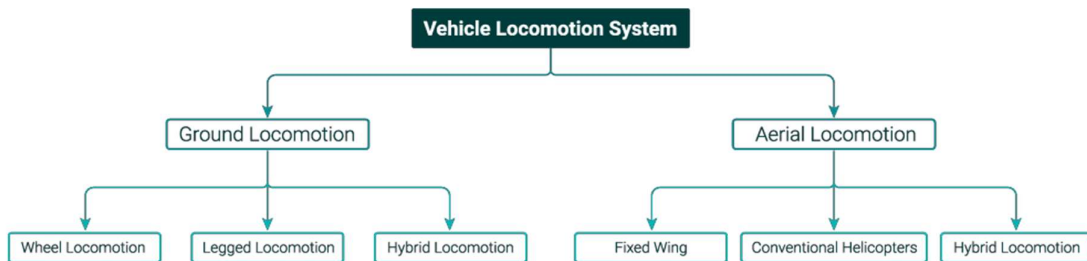 Vehicle Locomotion System
Ground Locomotion
Aerial Locomotion
Wheel Locomotion
Legged Locomotion
Hybrid Locomotion
Fixed Wing
Conventional Helicopters
Hybrid Locomotion